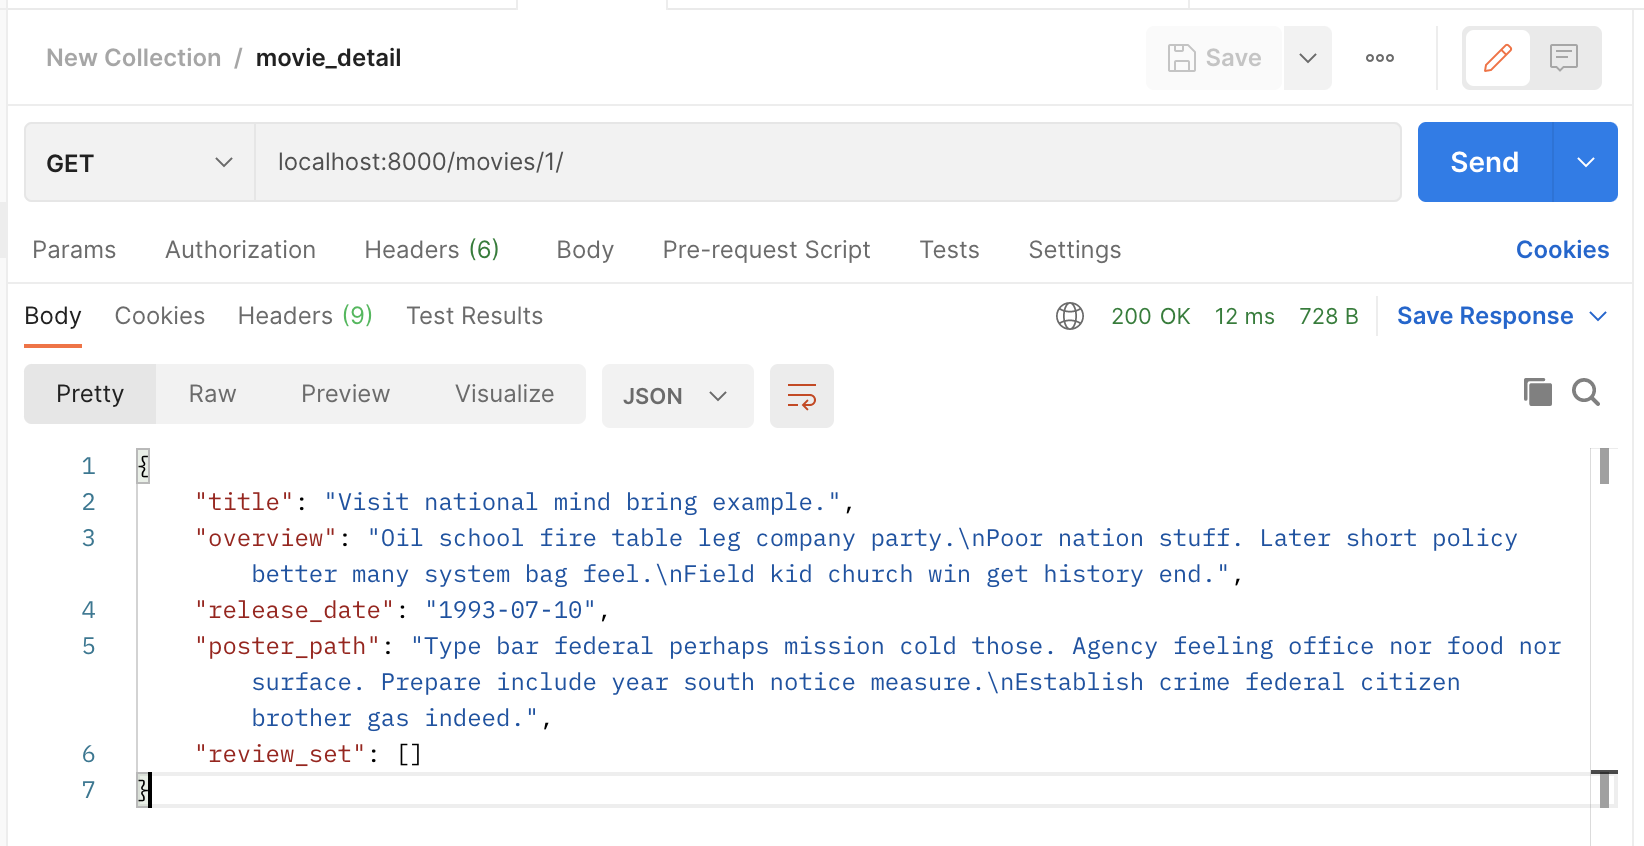 New Collection / movie_detail
Save
GET
localhost:8000/movies/1/
Send
Params Authorization Headers (6) Body Pre-request Script Tests Settings Cookies
Body Cookies Headers (9) Test Results 200 OK 12 ms 728 B Save Response
Pretty Raw Preview Visualize JSON
1 {
2 "title": "Visit national mind bring example.",
3 "overview": "Oil school fire table leg company party.\nPoor nation stuff. Later short policy
better many system bag feel.\nField kid church win get history end.",
4 "release_date": "1993-07-10",
5 "poster_path": "Type bar federal perhaps mission cold those. Agency feeling office nor food nor
surface. Prepare include year south notice measure.\nEstablish crime federal citizen
brother gas indeed.",
6 "review_set": []
7 }